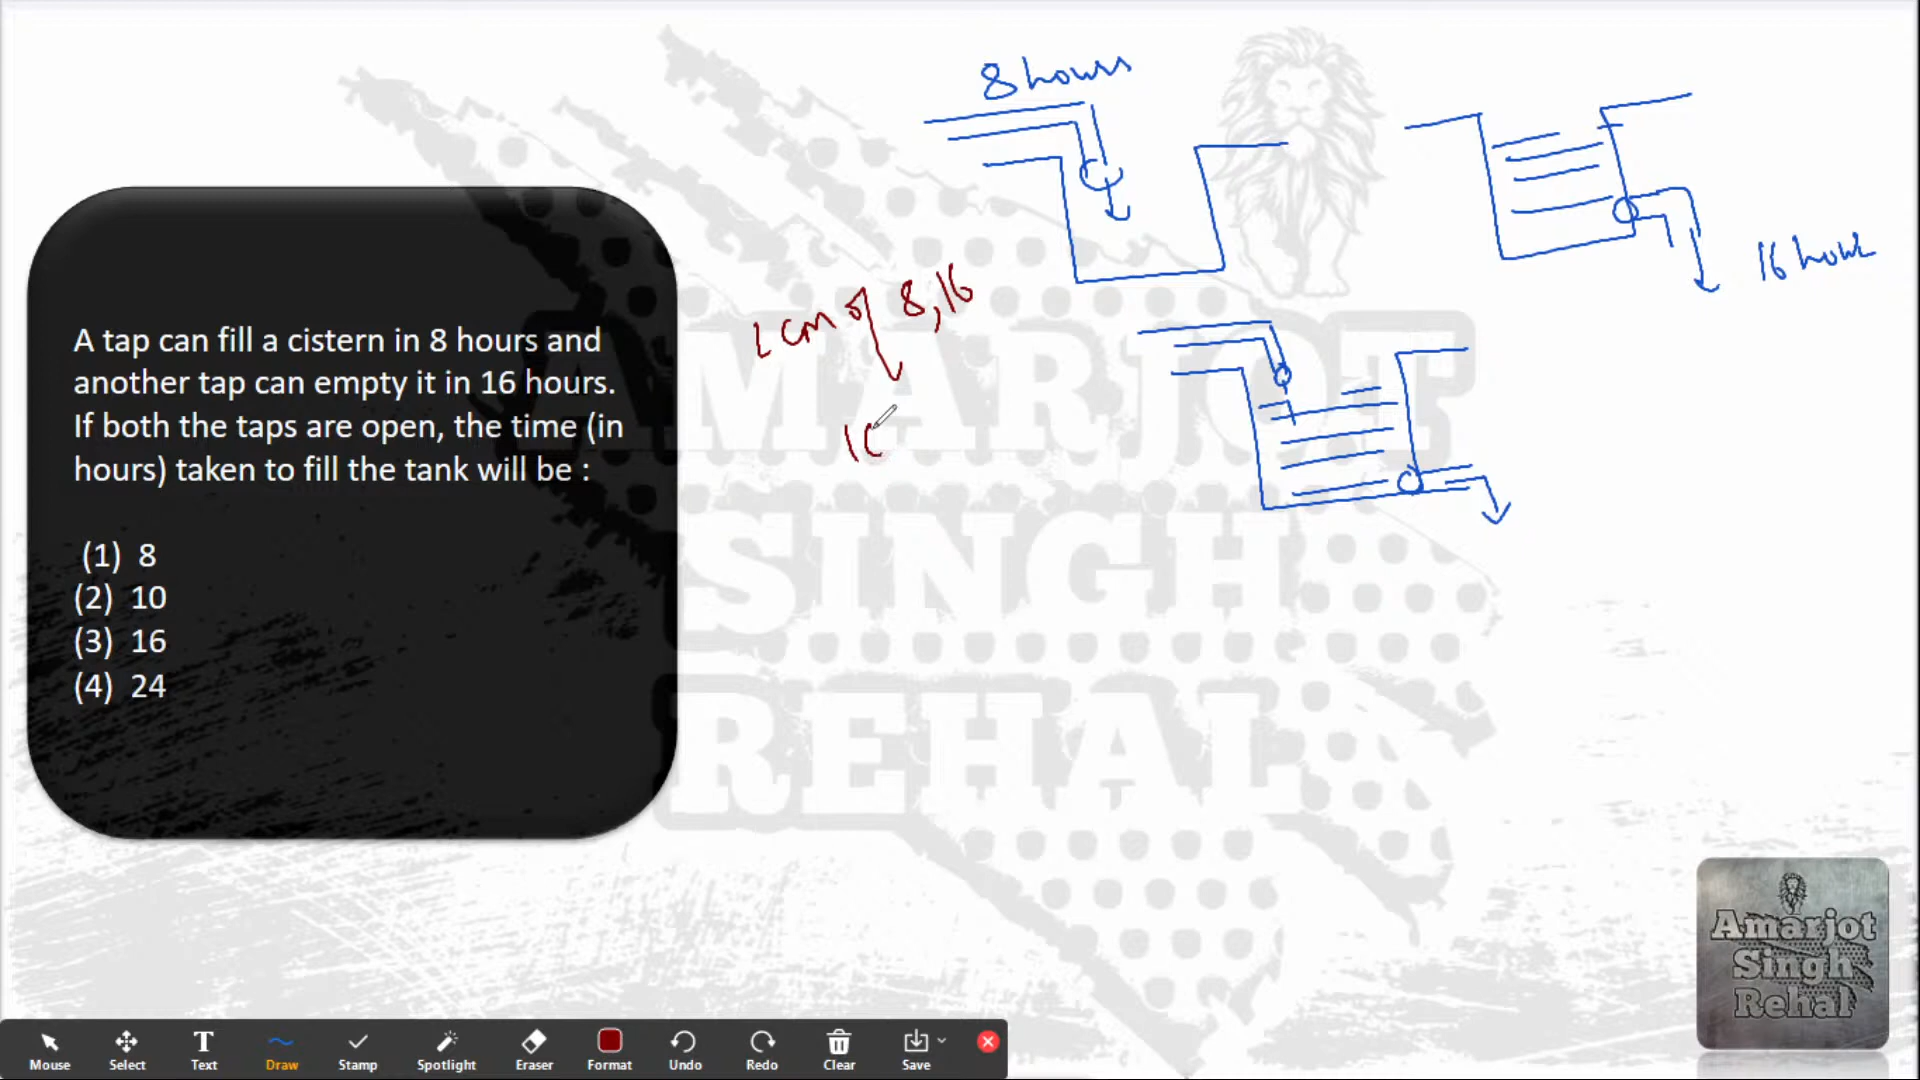 8 hours
16 hours
LCM of 8, 16
A tap can fill a cistern in 8 hours and
another tap can empty it in 16 hours.
If both the taps are open, the time (in
hours) taken to fill the tank will be :
(1) 8
(2) 10
(3) 16
(4) 24
AMARJOT
SINGH
REHAL
Amarjot
Singh
Rehal
Mouse Select Text Draw Stamp Spotlight Eraser Format Undo Redo Clear Save